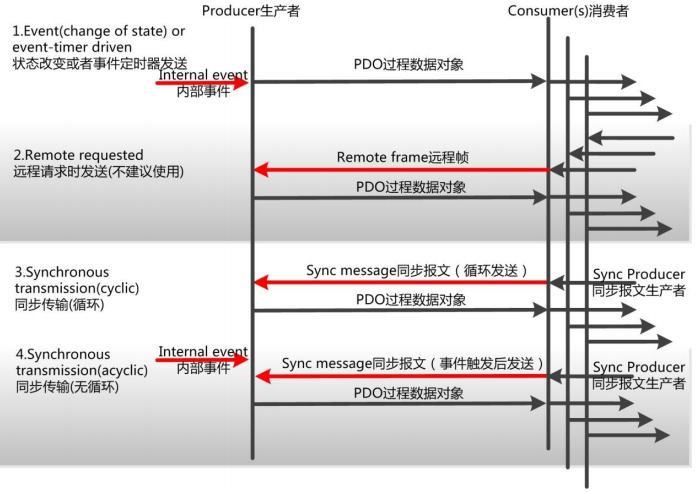 Producer生产者
Consumer(s)消费者
1.Event(change of state) or
event-timer driven
状态改变或者事件定时器发送
Internal event
内部事件
PDO过程数据对象
2.Remote requested
远程请求时发送(不建议使用)
Remote frame远程帧
PDO过程数据对象
3.Synchronous
transmission(cyclic)
同步传输(循环)
Sync message同步报文（循环发送）
Sync Producer
同步报文生产者
PDO过程数据对象
4.Synchronous
transmission(acyclic)
同步传输(无循环)
Internal event
内部事件
Sync message同步报文（事件触发后发送）
Sync Producer
同步报文生产者
PDO过程数据对象